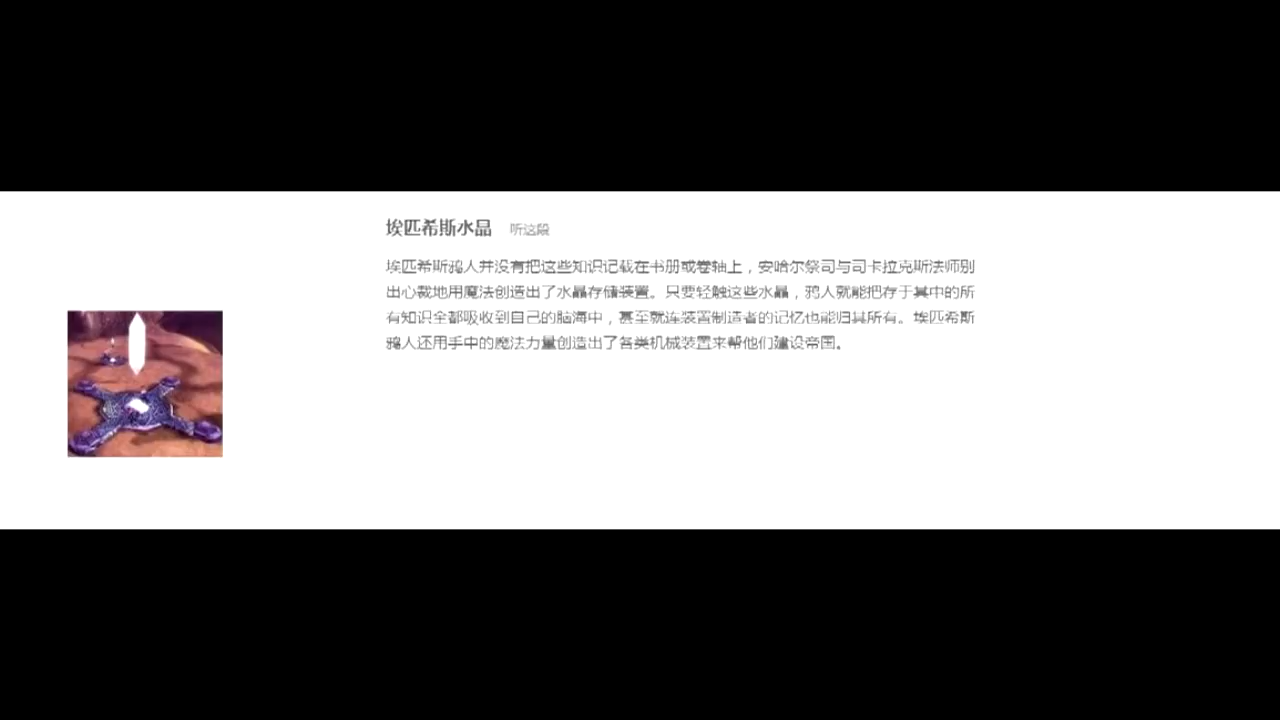 埃匹希斯水晶 听这段
埃匹希斯鸦人并没有把这些知识记载在书册或卷轴上，安哈尔祭司与司卡拉克斯法师别
出心裁地用魔法创造出了水晶存储装置。只要轻触这些水晶，鸦人就能把存于其中的所
有知识全都吸收到自己的脑海中，甚至就连装置制造者的记忆也能归其所有。埃匹希斯
鸦人还用手中的魔法力量创造出了各类机械装置来帮他们建设帝国。